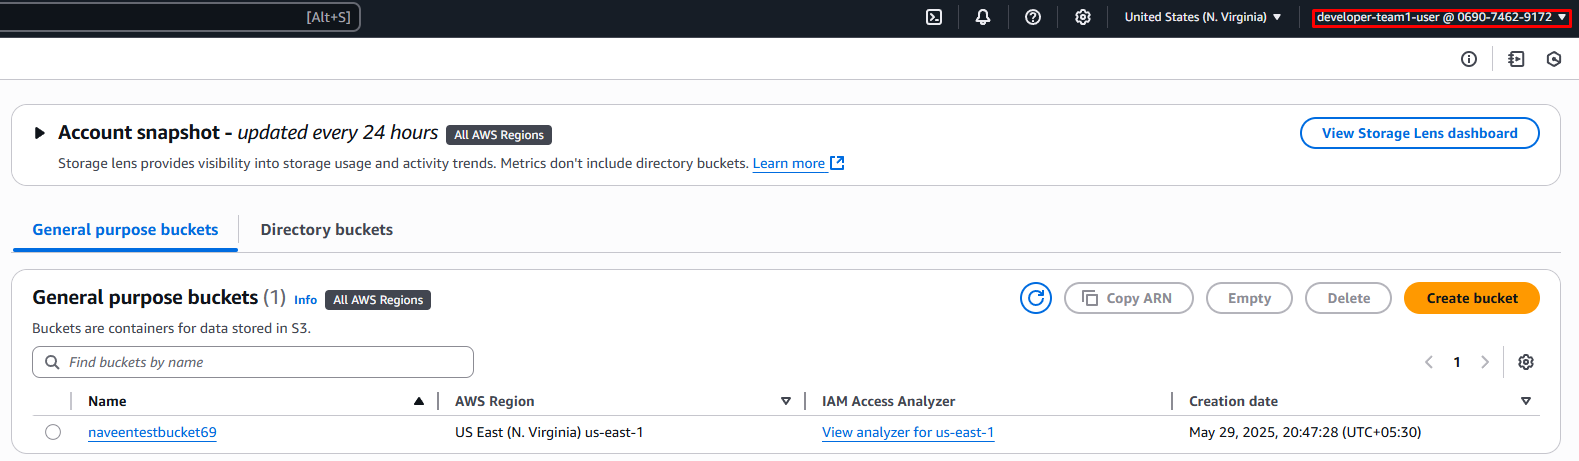 [Alt+S] United States (N. Virginia) developer-team1-user @ 0690-7462-9172
Account snapshot - updated every 24 hours All AWS Regions View Storage Lens dashboard
Storage lens provides visibility into storage usage and activity trends. Metrics don't include directory buckets. Learn more
General purpose buckets Directory buckets
General purpose buckets (1) Info All AWS Regions Copy ARN Empty Delete Create bucket
Buckets are containers for data stored in S3.
Find buckets by name 1
Name AWS Region IAM Access Analyzer Creation date
naveentestbucket69 US East (N. Virginia) us-east-1 View analyzer for us-east-1 May 29, 2025, 20:47:28 (UTC+05:30)